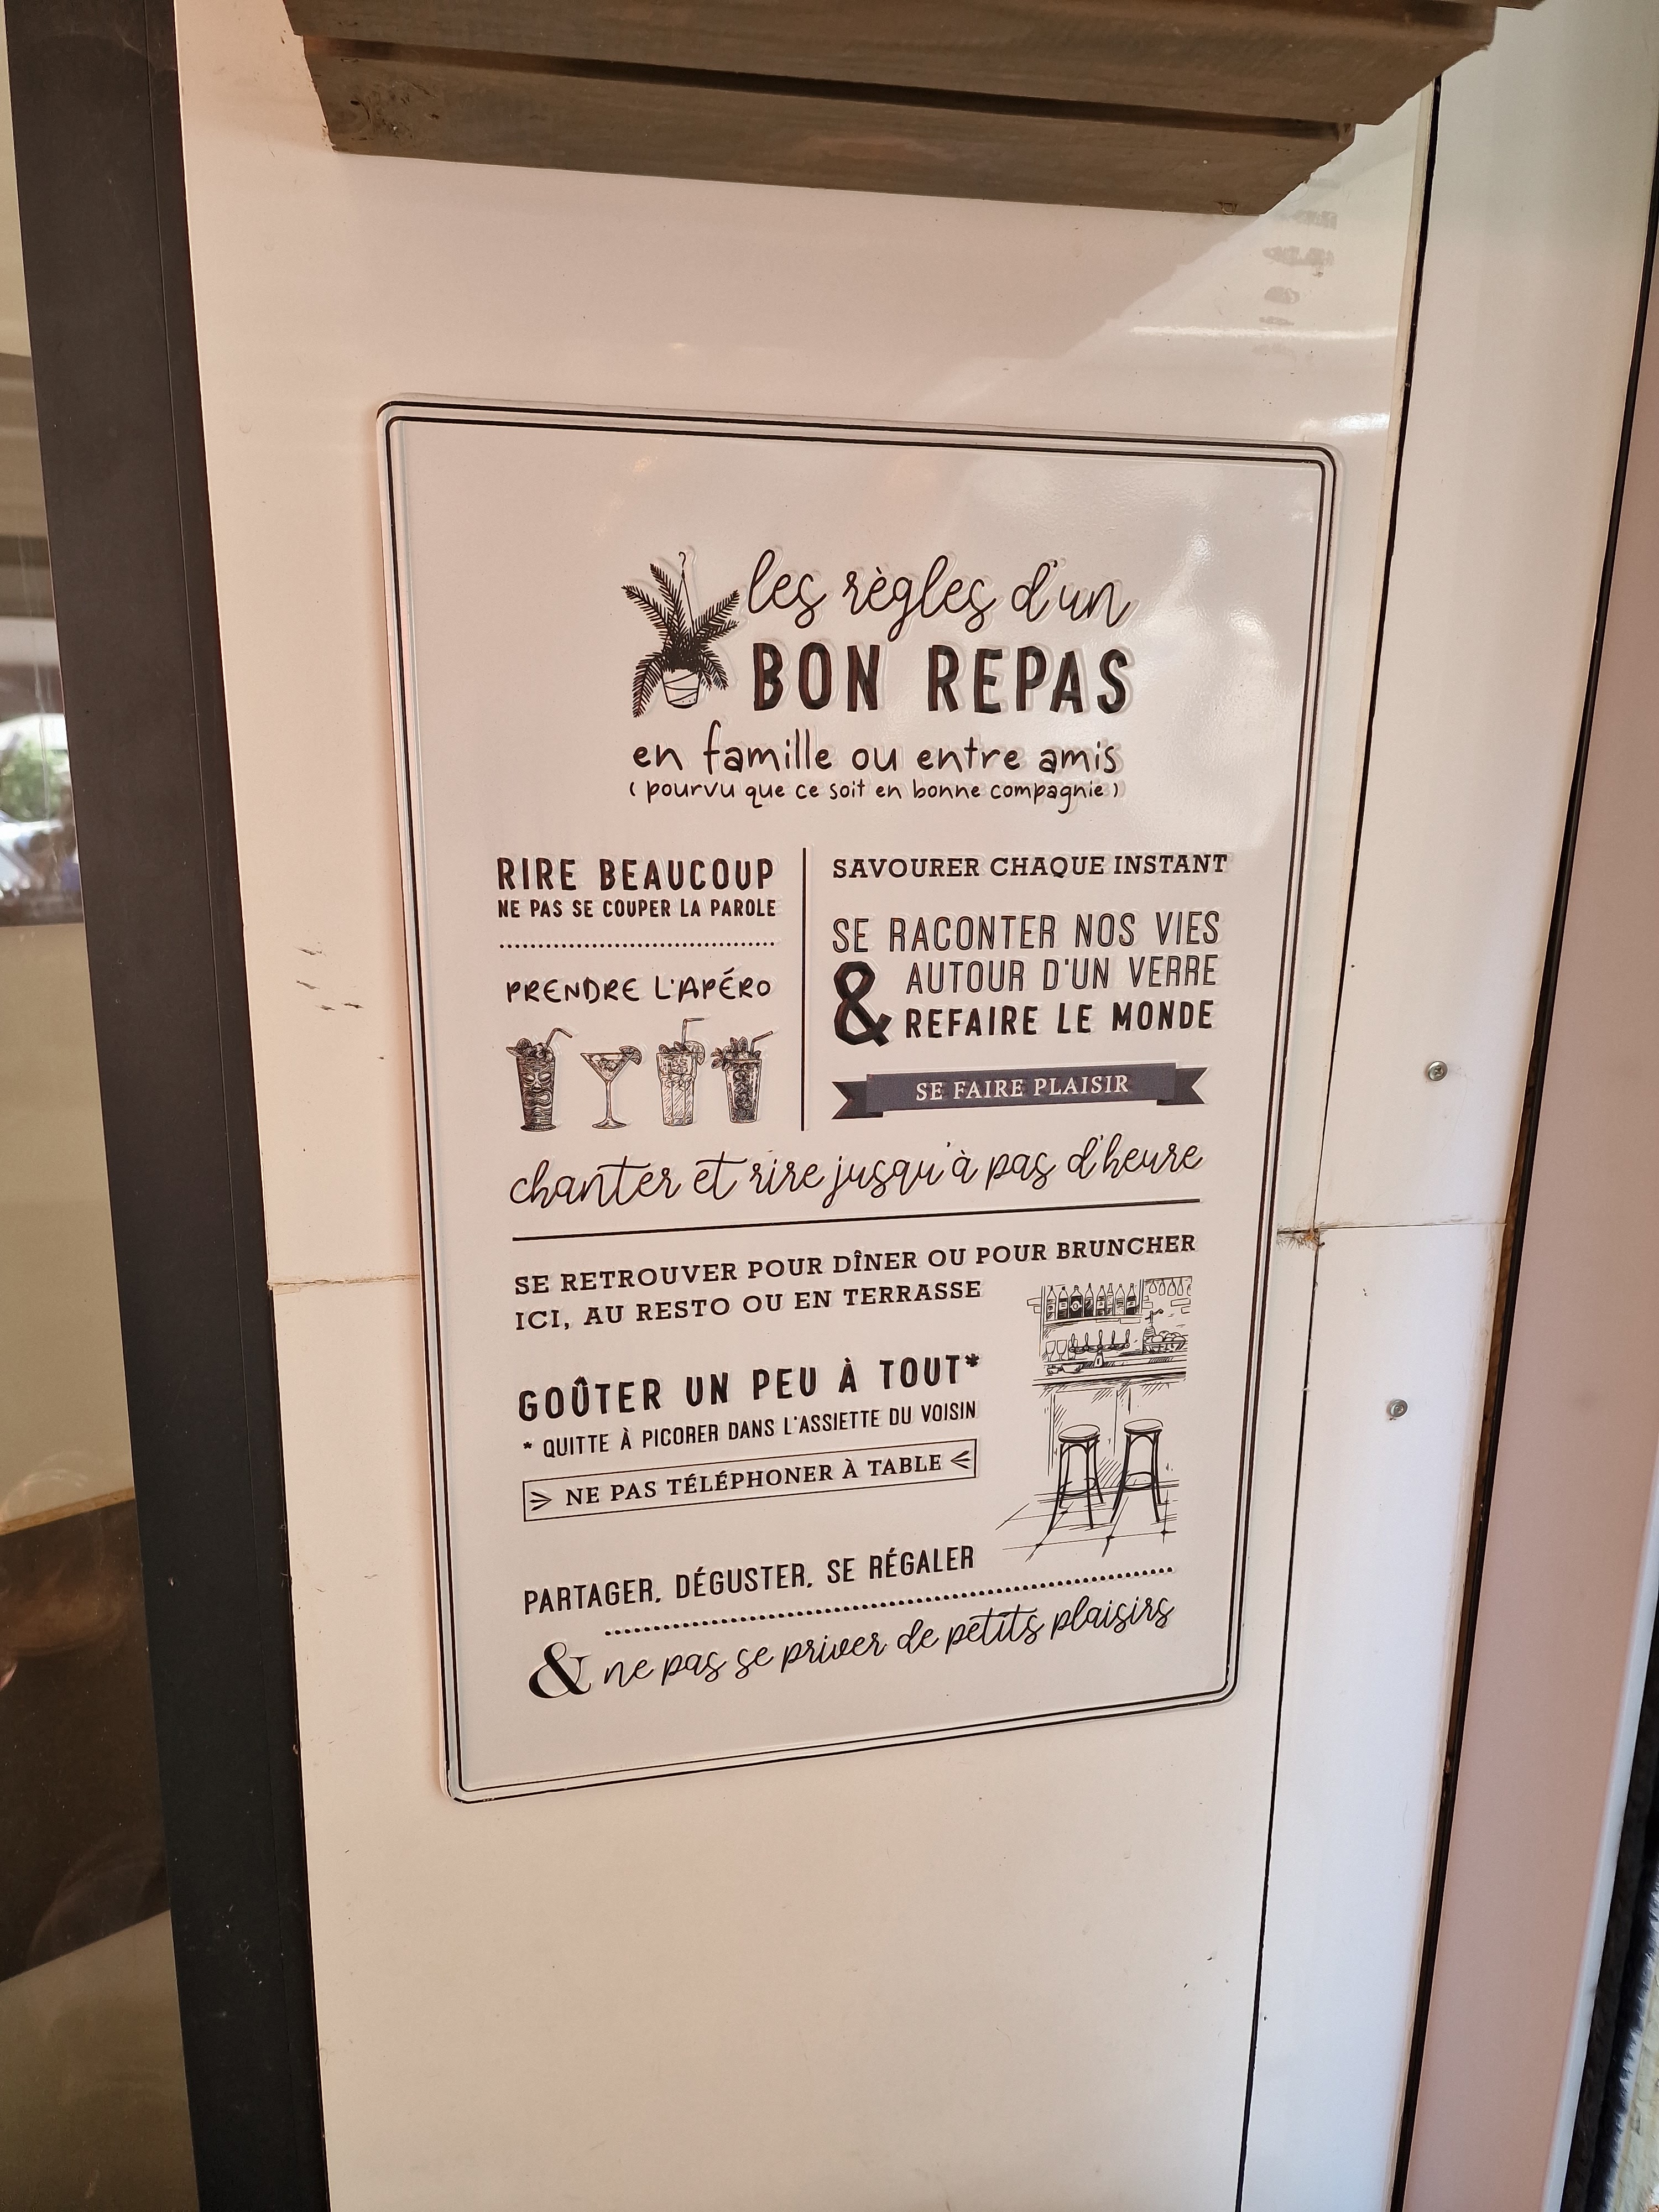 les règles d'un
BON REPAS
en famille ou entre amis
( pourvu que ce soit en bonne compagnie )
RIRE BEAUCOUP
NE PAS SE COUPER LA PAROLE
PRENDRE L'APÉRO
SAVOURER CHAQUE INSTANT
SE RACONTER NOS VIES
AUTOUR D'UN VERRE
& REFAIRE LE MONDE
SE FAIRE PLAISIR
chanter et rire jusqu'à pas d'heure
SE RETROUVER POUR DÎNER OU POUR BRUNCHER
ICI, AU RESTO OU EN TERRASSE
GOÛTER UN PEU À TOUT*
* QUITTE À PICORER DANS L'ASSIETTE DU VOISIN
NE PAS TÉLÉPHONER À TABLE
PARTAGER, DÉGUSTER, SE RÉGALER
& ne pas se priver de petits plaisirs